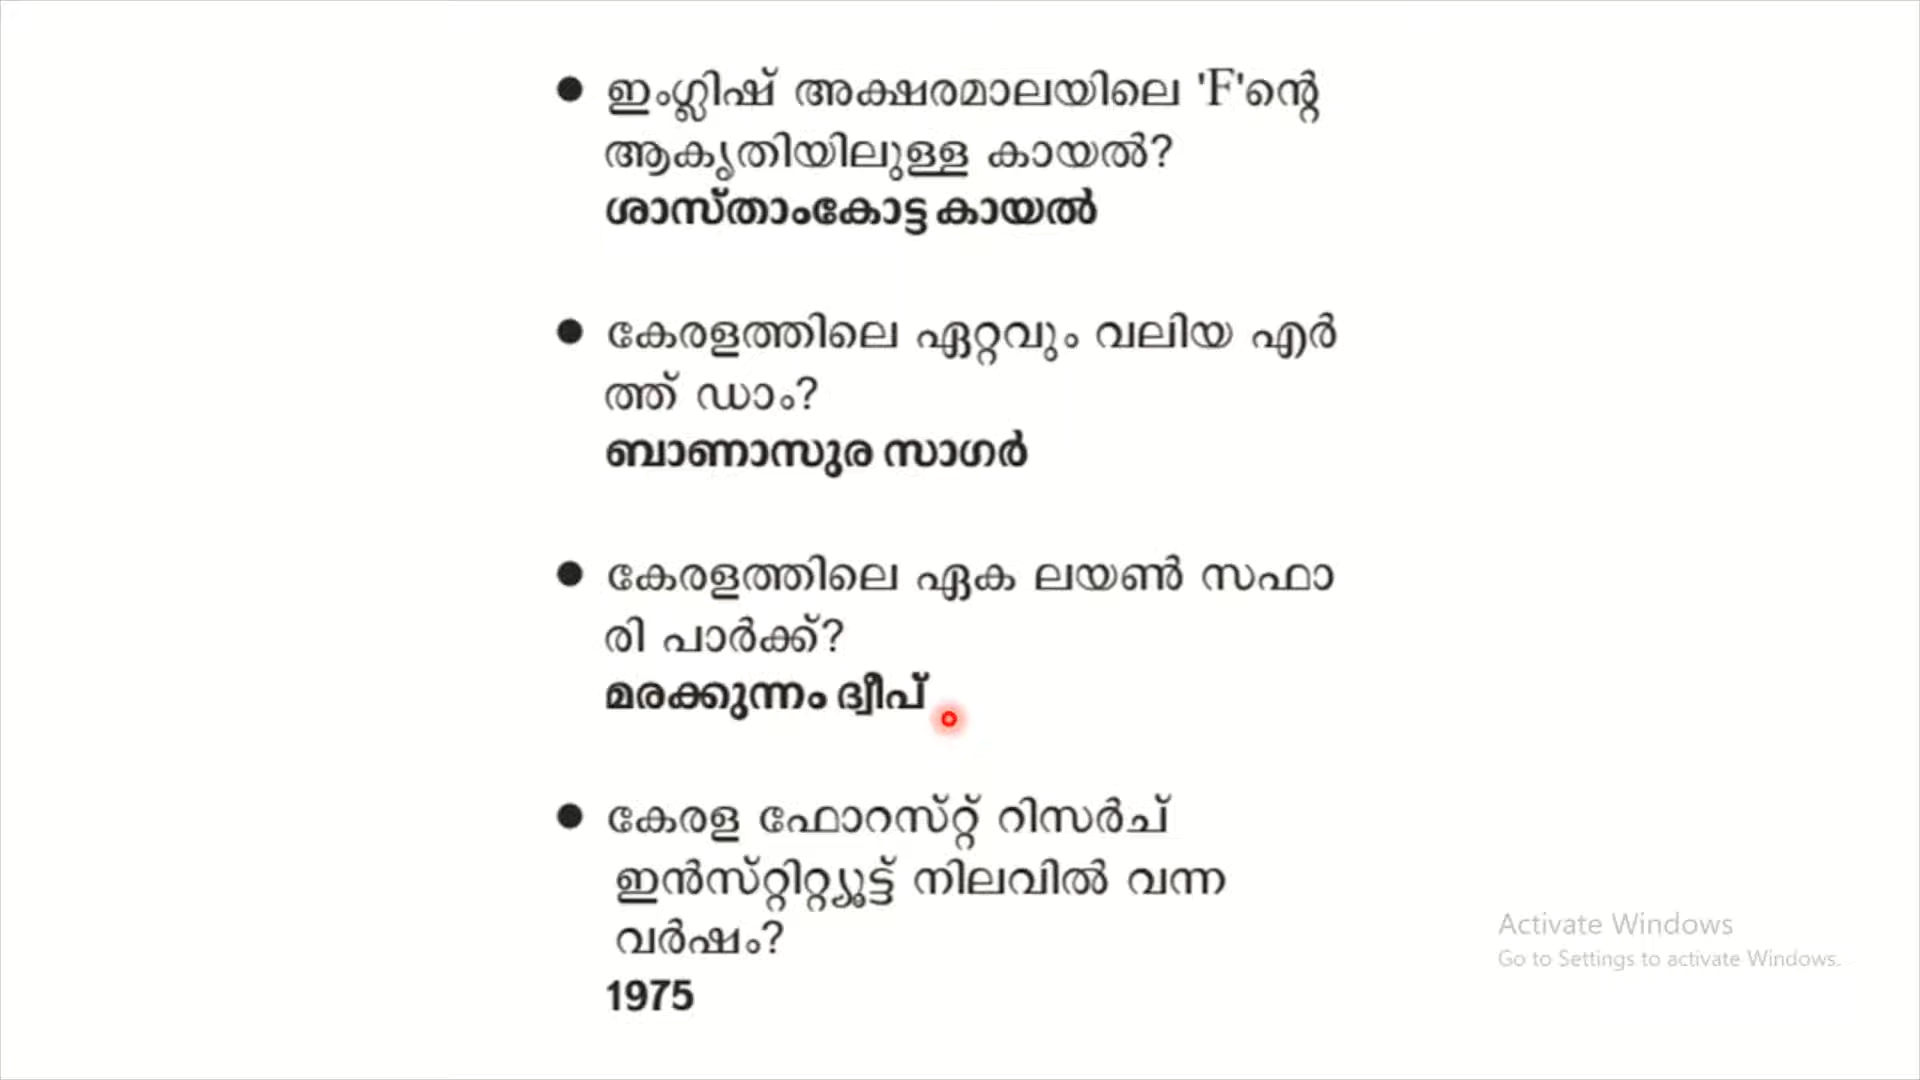 ● ഇംഗ്ലിഷ് അക്ഷരമാലയിലെ 'F'ന്റെ
ആകൃതിയിലുള്ള കായൽ?
ശാസ്താംകോട്ട കായൽ
● കേരളത്തിലെ ഏറ്റവും വലിയ എർ
ത്ത് ഡാം?
ബാണാസുര സാഗർ
● കേരളത്തിലെ ഏക ലയൺ സഫാ
രി പാർക്ക്?
മരക്കുന്നം ദ്വീപ്
● കേരള ഫോറസ്റ്റ് റിസർച്
ഇൻസ്റ്റിറ്റ്യൂട്ട് നിലവിൽ വന്ന
വർഷം?
1975
Activate Windows
Go to Settings to activate Windows.